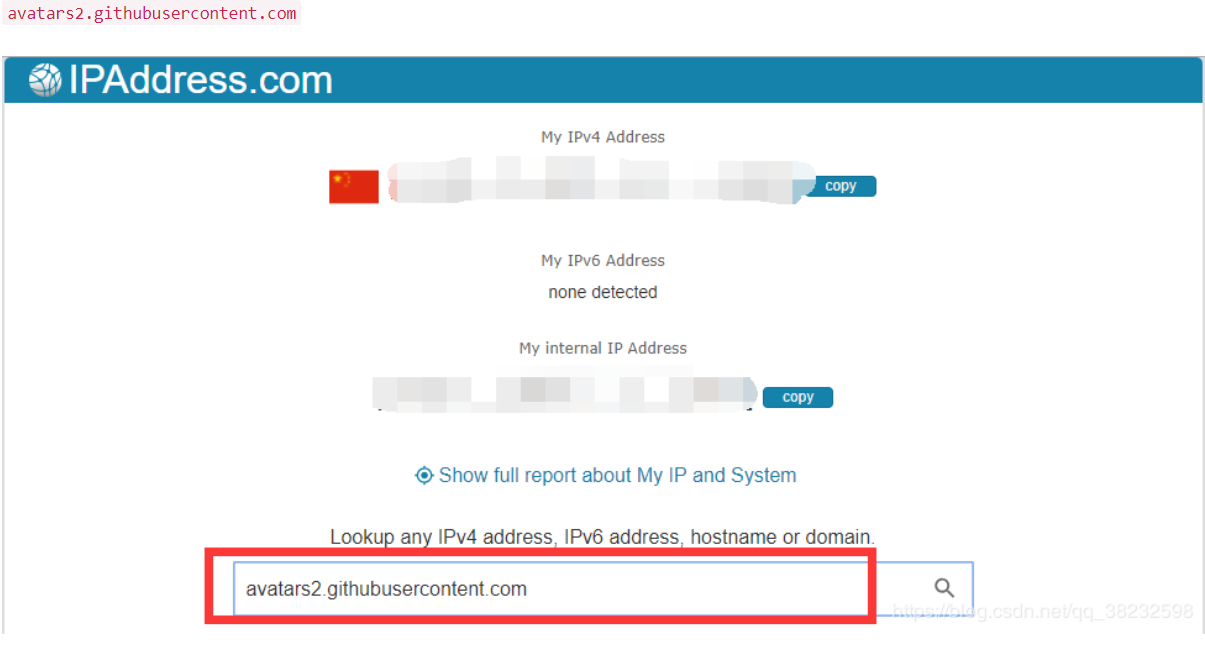 avatars2.githubusercontent.com
IPAddress.com
My IPv4 Address
copy
My IPv6 Address
none detected
My internal IP Address
copy
Show full report about My IP and System
Lookup any IPv4 address, IPv6 address, hostname or domain.
avatars2.githubusercontent.com
https://blog.csdn.net/qq_38232598